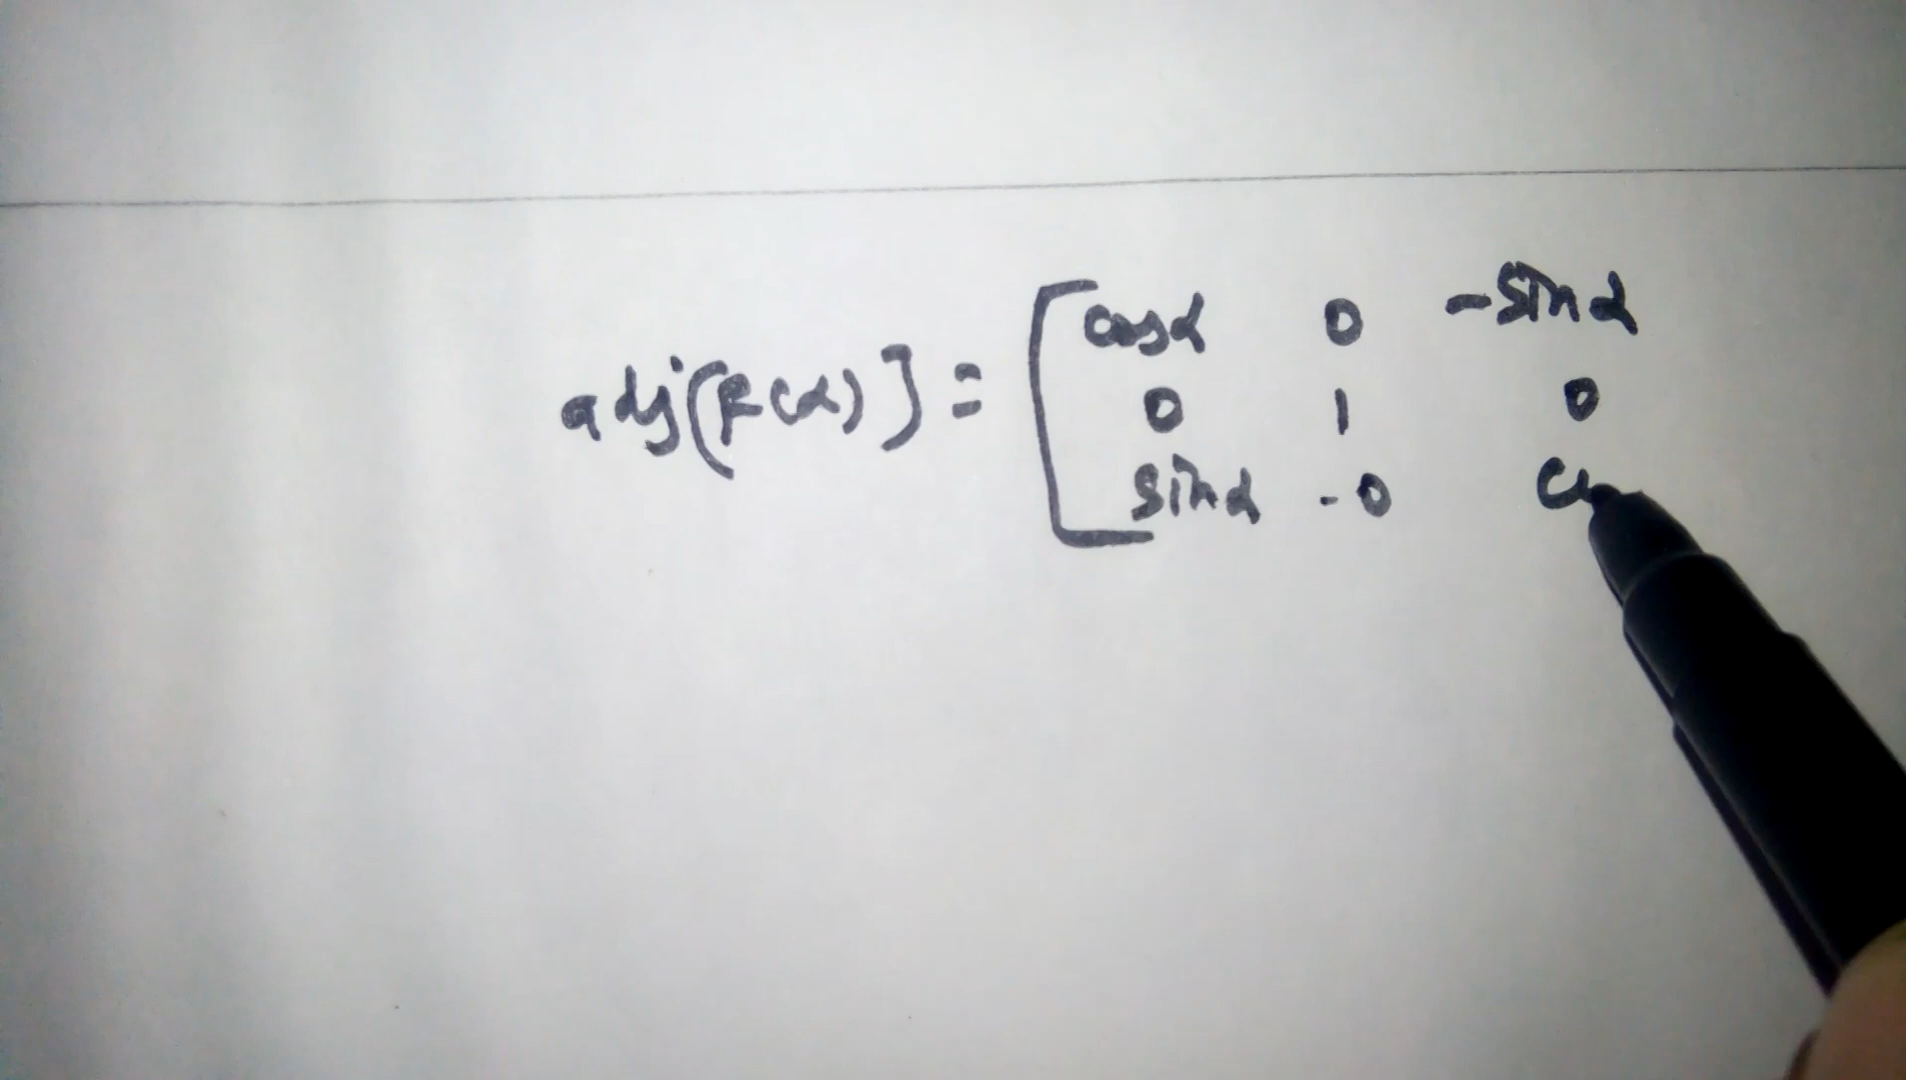 adj(F(α)] = [cosα 0 -sinα
0 1 0
sinα -0